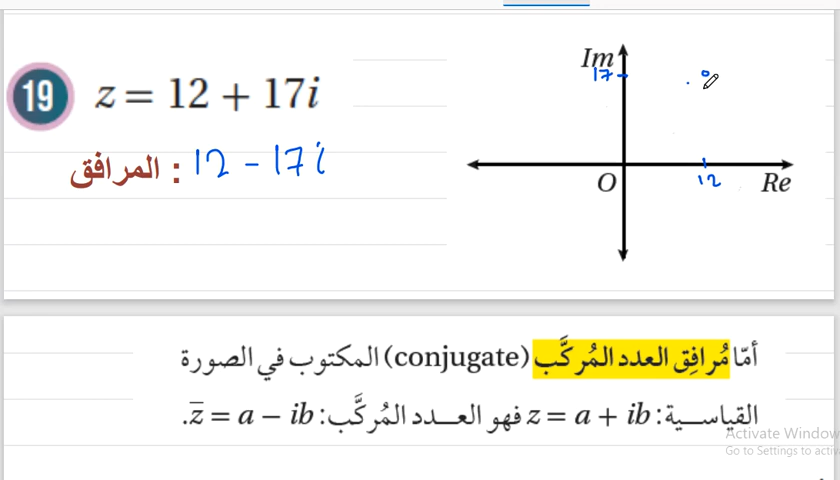 19 z = 12 + 17i
المرافق : 12 - 17i
Im
17
O
12
Re
أمّا مُرافِق العدد المُركَّب (conjugate) المكتوب في الصورة
القياسية: z = a + ib فهو العدد المُركَّب: z̅ = a − ib.
Activate Window
Go to Settings to activ